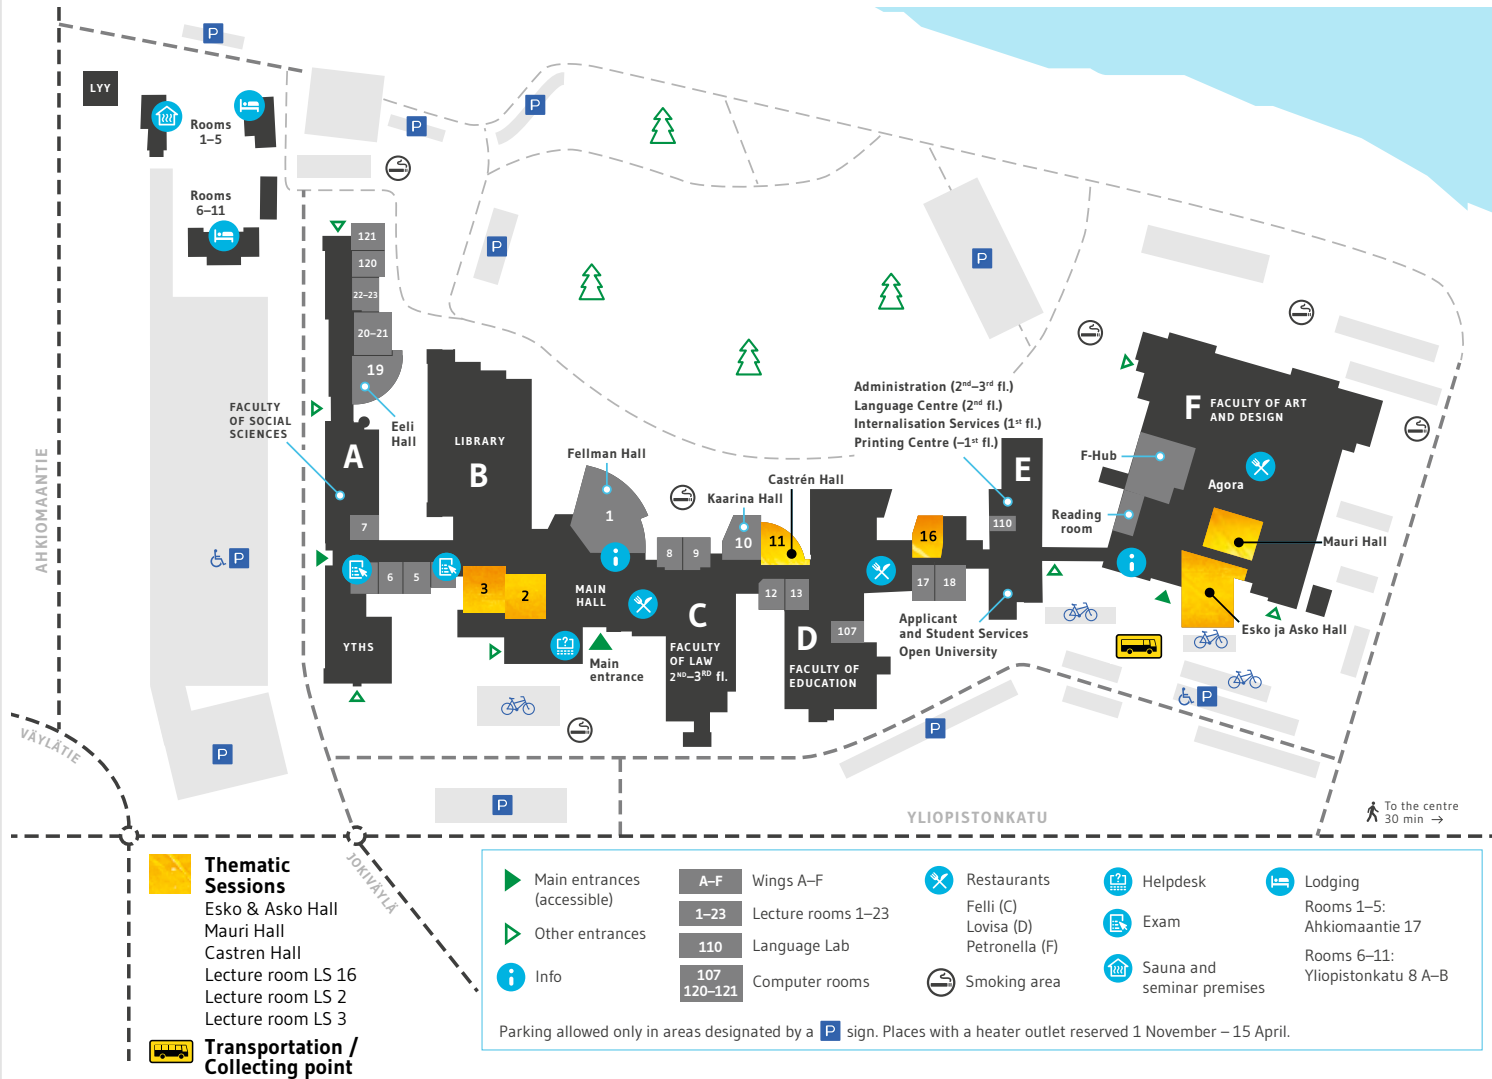 P
LYY
Rooms
1–5
P
P
Rooms
6–11
P
P
121
120
22–23
20–21
19
Eeli
Hall
FACULTY
OF SOCIAL
SCIENCES
A
LIBRARY
B
Fellman Hall
1
Kaarina Hall
Castrén Hall
Administration (2nd–3rd fl.)
Language Centre (2nd fl.)
Internalisation Services (1st fl.)
Printing Centre (–1st fl.)
E
F
FACULTY OF ART
AND DESIGN
F-Hub
Agora
Reading
room
Mauri Hall
Esko ja Asko Hall
AHKIOMAANTIE
P
7
6
5
3
2
MAIN
HALL
8
9
10
11
12
13
16
17
18
110
107
C
FACULTY
OF LAW
2ND–3RD fl.
D
FACULTY OF
EDUCATION
YTHS
Main
entrance
Applicant
and Student Services
Open University
P
P
P
P
VÄYLÄTIE
YLIOPISTONKATU
JOKIVÄYLÄ
To the centre
30 min →
Thematic
Sessions
Esko & Asko Hall
Mauri Hall
Castren Hall
Lecture room LS 16
Lecture room LS 2
Lecture room LS 3
Transportation /
Collecting point
Main entrances
(accessible)
Other entrances
Info
A–F Wings A–F
1–23 Lecture rooms 1–23
110 Language Lab
107
120–121 Computer rooms
Restaurants
Felli (C)
Lovisa (D)
Petronella (F)
Smoking area
Helpdesk
Exam
Sauna and
seminar premises
Lodging
Rooms 1–5:
Ahkiomaantie 17
Rooms 6–11:
Yliopistonkatu 8 A–B
Parking allowed only in areas designated by a P sign. Places with a heater outlet reserved 1 November – 15 April.